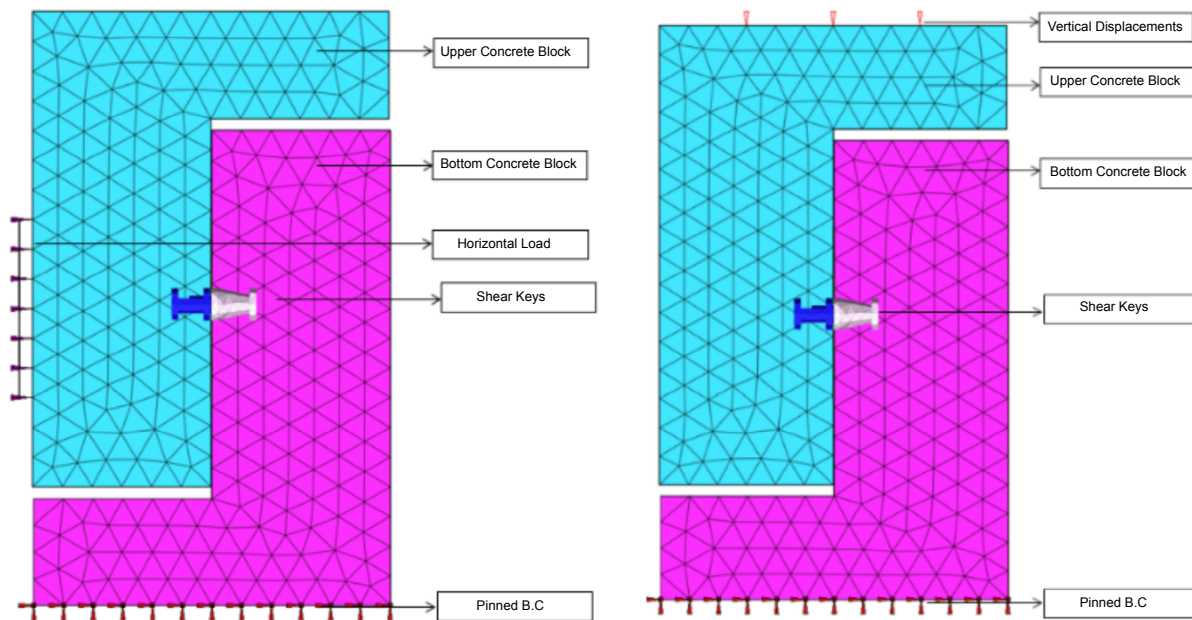 Upper Concrete Block
Bottom Concrete Block
Horizontal Load
Shear Keys
Pinned B.C
Vertical Displacements
Upper Concrete Block
Bottom Concrete Block
Shear Keys
Pinned B.C